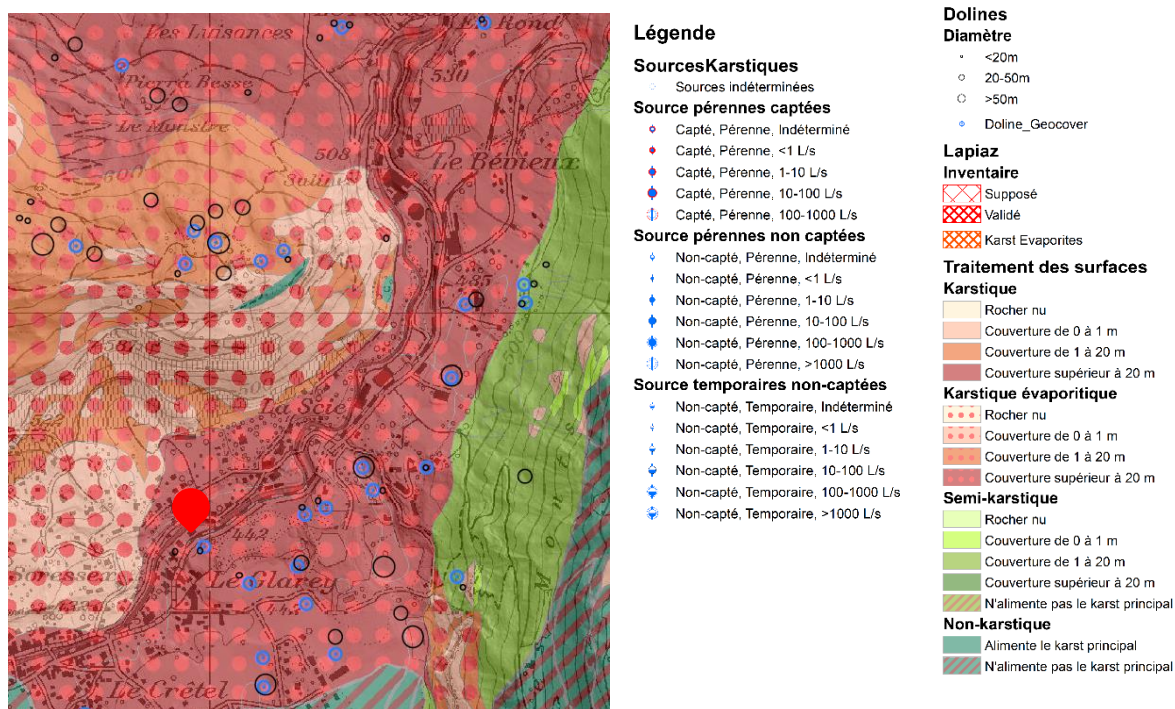 Les Luisances
Ex Rond
530
Pierra Besse
Le Monstre
508
Le Bévieux
600
Saline
485
La Scie
442
Le Clarey
Le Crétel
Légende
SourcesKarstiques
Sources indéterminées
Source pérennes captées
Capté, Pérenne, Indéterminé
Capté, Pérenne, <1 L/s
Capté, Pérenne, 1-10 L/s
Capté, Pérenne, 10-100 L/s
Capté, Pérenne, 100-1000 L/s
Source pérennes non captées
Non-capté, Pérenne, Indéterminé
Non-capté, Pérenne, <1 L/s
Non-capté, Pérenne, 1-10 L/s
Non-capté, Pérenne, 10-100 L/s
Non-capté, Pérenne, 100-1000 L/s
Non-capté, Pérenne, >1000 L/s
Source temporaires non-captées
Non-capté, Temporaire, Indéterminé
Non-capté, Temporaire, <1 L/s
Non-capté, Temporaire, 1-10 L/s
Non-capté, Temporaire, 10-100 L/s
Non-capté, Temporaire, 100-1000 L/s
Non-capté, Temporaire, >1000 L/s
Dolines
Diamètre
<20m
20-50m
>50m
Doline_Geocover
Lapiaz
Inventaire
Supposé
Validé
Karst Evaporites
Traitement des surfaces
Karstique
Rocher nu
Couverture de 0 à 1 m
Couverture de 1 à 20 m
Couverture supérieur à 20 m
Karstique évaporitique
Rocher nu
Couverture de 0 à 1 m
Couverture de 1 à 20 m
Couverture supérieur à 20 m
Semi-karstique
Rocher nu
Couverture de 0 à 1 m
Couverture de 1 à 20 m
Couverture supérieur à 20 m
N'alimente pas le karst principal
Non-karstique
Alimente le karst principal
N'alimente pas le karst principal